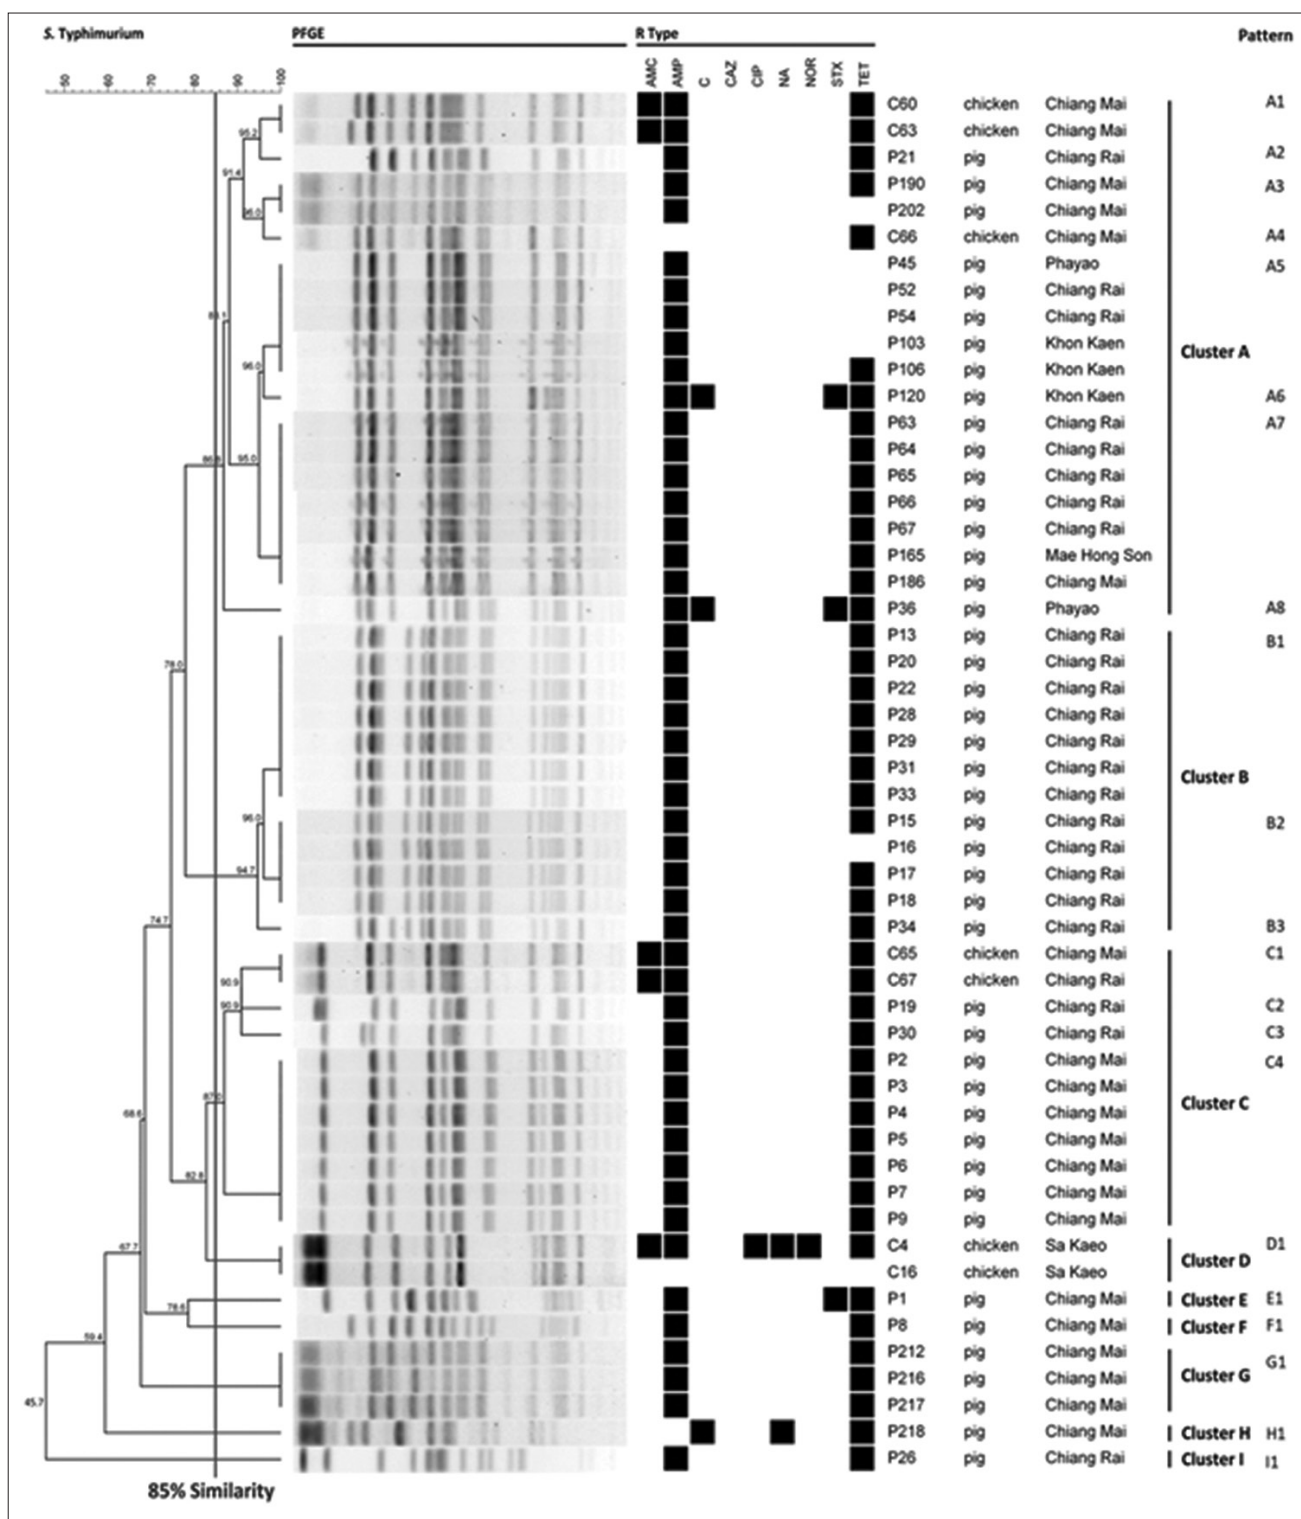 S. Typhimurium PFGE R Type Pattern
50 60 70 80 90 100 AMC AMP C CAZ CIP NA NOR STX TET
C60 chicken Chiang Mai A1
C63 chicken Chiang Mai
95.2
P21 pig Chiang Rai A2
91.4
P190 pig Chiang Mai A3
P202 pig Chiang Mai
96.0
C66 chicken Chiang Mai A4
P45 pig Phayao A5
P52 pig Chiang Rai
P54 pig Chiang Rai
P103 pig Khon Kaen
Cluster A
P106 pig Khon Kaen
96.0
P120 pig Khon Kaen A6
P63 pig Chiang Rai A7
P64 pig Chiang Rai
95.0
P65 pig Chiang Rai
P66 pig Chiang Rai
P67 pig Chiang Rai
P165 pig Mae Hong Son
P186 pig Chiang Mai
P36 pig Phayao A8
P13 pig Chiang Rai B1
P20 pig Chiang Rai
78.0
P22 pig Chiang Rai
P28 pig Chiang Rai
P29 pig Chiang Rai
P31 pig Chiang Rai
Cluster B
P33 pig Chiang Rai
96.0
P15 pig Chiang Rai B2
P16 pig Chiang Rai
94.7
P17 pig Chiang Rai
P18 pig Chiang Rai
74.7
P34 pig Chiang Rai B3
C65 chicken Chiang Mai C1
90.9
C67 chicken Chiang Rai
90.9
P19 pig Chiang Rai C2
P30 pig Chiang Rai C3
P2 pig Chiang Mai C4
P3 pig Chiang Mai
87.0
Cluster C
68.6
P4 pig Chiang Mai
P5 pig Chiang Mai
P6 pig Chiang Mai
82.8
P7 pig Chiang Mai
P9 pig Chiang Mai
67.7
C4 chicken Sa Kaeo D1
Cluster D
C16 chicken Sa Kaeo
P1 pig Chiang Mai Cluster E E1
78.6
P8 pig Chiang Mai Cluster F F1
59.4
P212 pig Chiang Mai G1
P216 pig Chiang Mai Cluster G
45.7
P217 pig Chiang Mai
P218 pig Chiang Mai Cluster H H1
P26 pig Chiang Rai Cluster I I1
85% Similarity